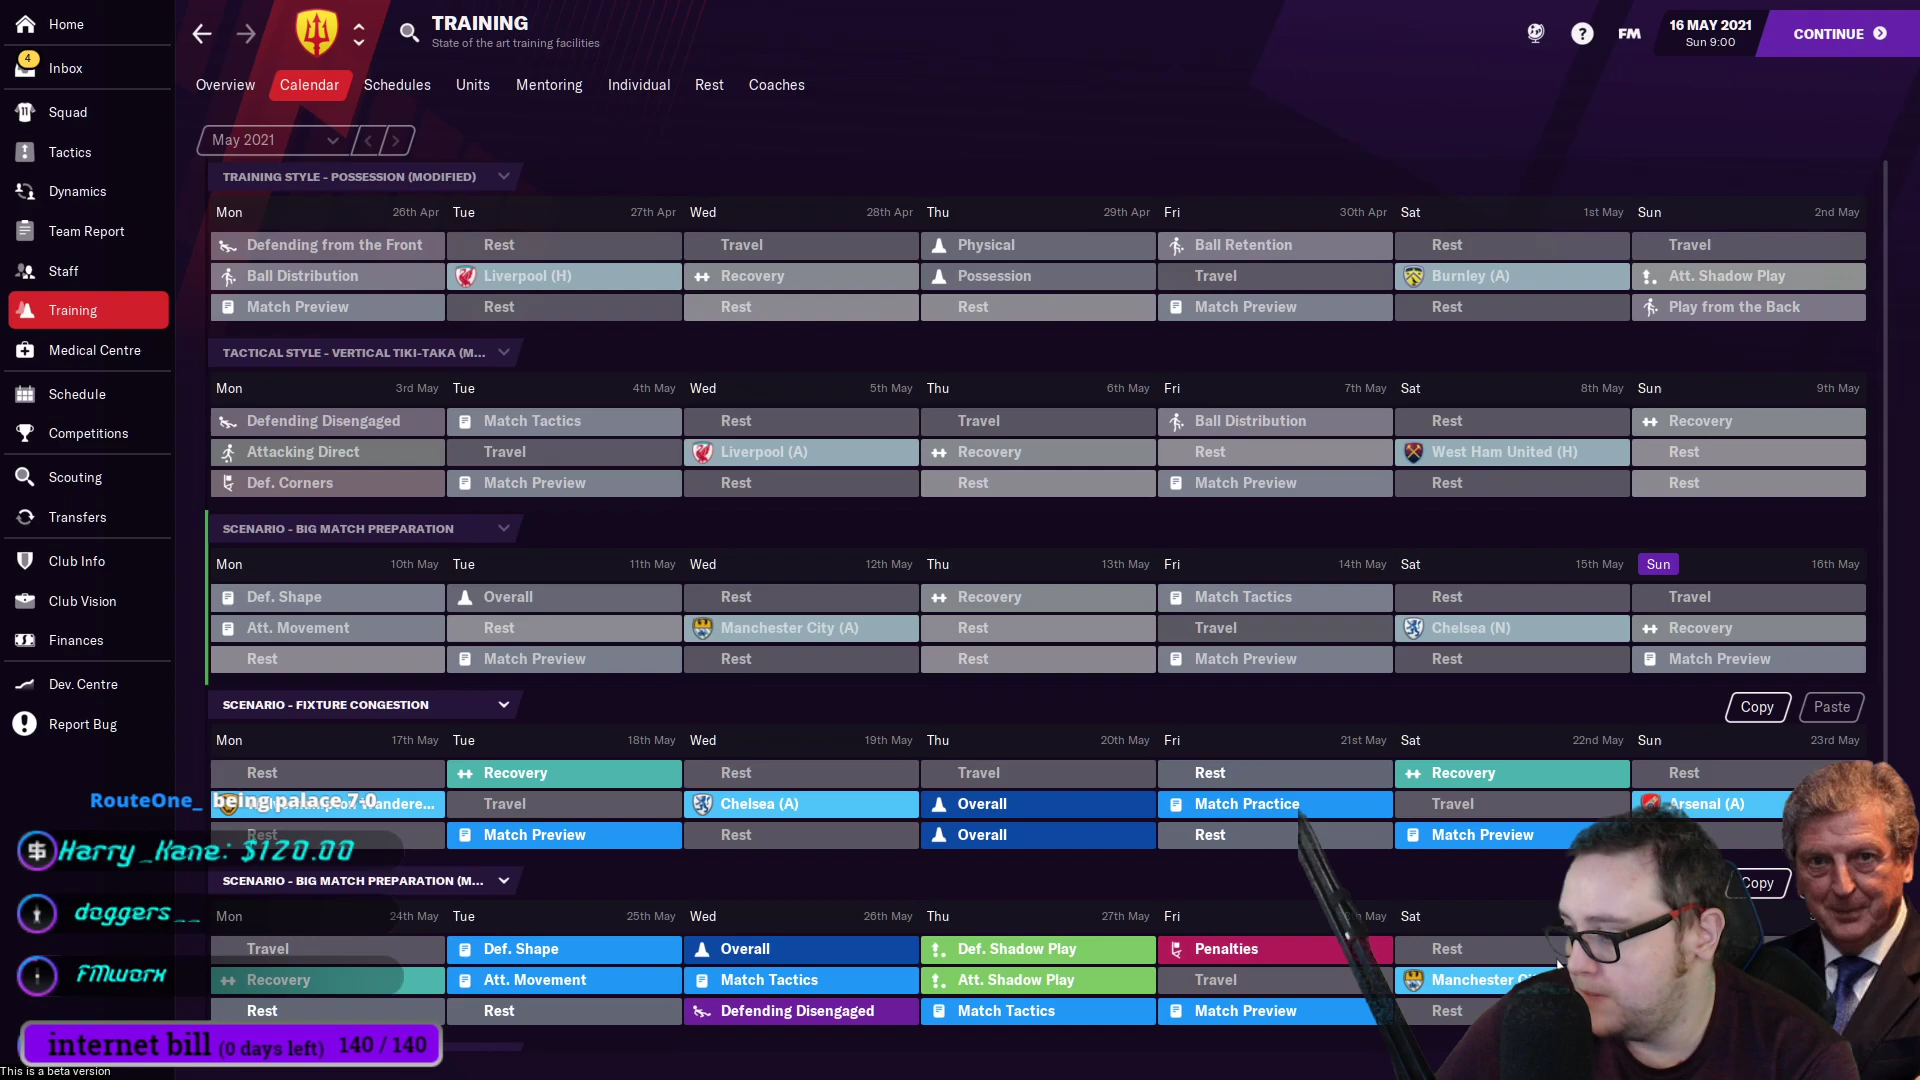 Home
4
Inbox
Squad
Tactics
Dynamics
Team Report
Staff
Training
Medical Centre
Schedule
Competitions
Scouting
Transfers
Club Info
Club Vision
Finances
Dev. Centre
Report Bug
TRAINING
State of the art training facilities
? FM
16 MAY 2021
Sun 9:00
CONTINUE
Overview Calendar Schedules Units Mentoring Individual Rest Coaches
May 2021
TRAINING STYLE - POSSESSION (MODIFIED)
Mon 26th Apr Tue 27th Apr Wed 28th Apr Thu 29th Apr Fri 30th Apr Sat 1st May Sun 2nd May
Defending from the Front Rest Travel Physical Ball Retention Rest Travel
Ball Distribution Liverpool (H) Recovery Possession Travel Burnley (A) Att. Shadow Play
Match Preview Rest Rest Rest Match Preview Rest Play from the Back
TACTICAL STYLE - VERTICAL TIKI-TAKA (M...
Mon 3rd May Tue 4th May Wed 5th May Thu 6th May Fri 7th May Sat 8th May Sun 9th May
Defending Disengaged Match Tactics Rest Travel Ball Distribution Rest Recovery
Attacking Direct Travel Liverpool (A) Recovery Rest West Ham United (H) Rest
Def. Corners Match Preview Rest Rest Match Preview Rest Rest
SCENARIO - BIG MATCH PREPARATION
Mon 10th May Tue 11th May Wed 12th May Thu 13th May Fri 14th May Sat 15th May Sun 16th May
Def. Shape Overall Rest Recovery Match Tactics Rest Travel
Att. Movement Rest Manchester City (A) Rest Travel Chelsea (N) Recovery
Rest Match Preview Rest Rest Match Preview Rest Match Preview
SCENARIO - FIXTURE CONGESTION Copy Paste
Mon 17th May Tue 18th May Wed 19th May Thu 20th May Fri 21st May Sat 22nd May Sun 23rd May
Rest Recovery Rest Travel Rest Recovery Rest
Travel Chelsea (A) Overall Match Practice Travel Arsenal (A)
Rest Match Preview Rest Overall Rest Match Preview
SCENARIO - BIG MATCH PREPARATION (M... Copy
Mon 24th May Tue 25th May Wed 26th May Thu 27th May Fri May Sat
Travel Def. Shape Overall Def. Shadow Play Penalties Rest
Recovery Att. Movement Match Tactics Att. Shadow Play Travel Manchester
Rest Rest Defending Disengaged Match Tactics Match Preview Rest
RouteOne_ being palace 7-0
Harry_Kane: $120.00
daggers__
FMworx
internet bill (0 days left) 140 / 140
This is a beta version